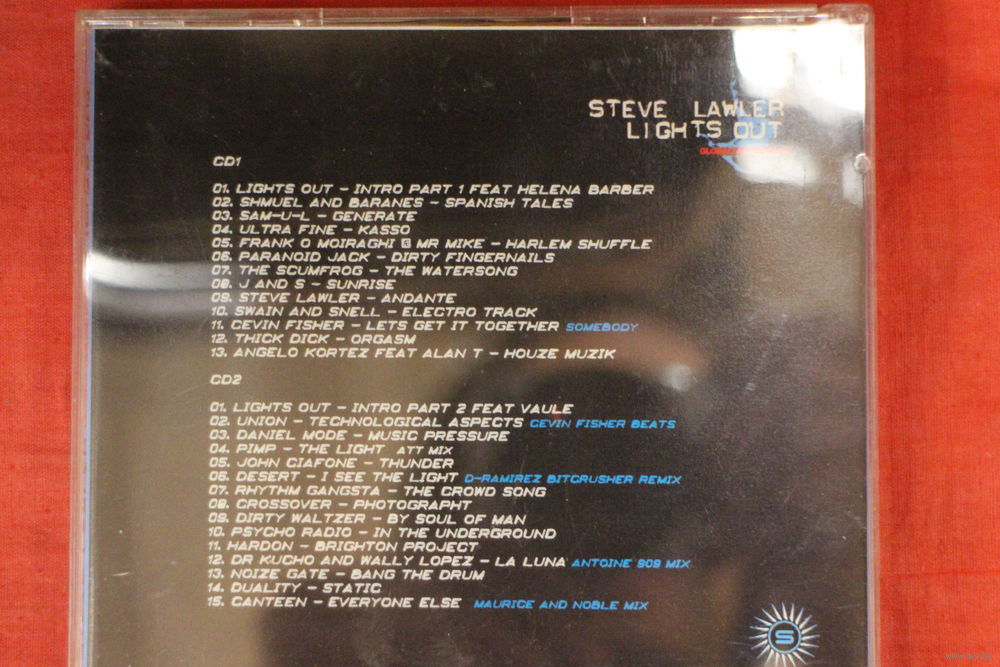 STEVE LAWLER
LIGHTS OUT
CD1
01. LIGHTS OUT - INTRO PART 1 FEAT HELENA BARBER
02. SHMUEL AND BARANES - SPANISH TALES
03. SAM-U-L - GENERATE
04. ULTRA FINE - KASSO
05. FRANK O MOIRAGHI & MR MIKE - HARLEM SHUFFLE
06. PARANOID JACK - DIRTY FINGERNAILS
07. THE SCUMFROG - THE WATERSONG
08. J AND S - SUNRISE
09. STEVE LAWLER - ANDANTE
10. SWAIN AND SNELL - ELECTRO TRACK
11. CEVIN FISHER - LETS GET IT TOGETHER SOMEBODY
12. THICK DICK - ORGASM
13. ANGELO KORTEZ FEAT ALAN T - HOUZE MUZIK
CD2
01. LIGHTS OUT - INTRO PART 2 FEAT VAULE
02. UNION - TECHNOLOGICAL ASPECTS CEVIN FISHER BEATS
03. DANIEL MODE - MUSIC PRESSURE
04. PIMP - THE LIGHT ATT MIX
05. JOHN CIAFONE - THUNDER
06. DESERT - I SEE THE LIGHT D-RAMIREZ BITCRUSHER REMIX
07. RHYTHM GANGSTA - THE CROWD SONG
08. CROSSOVER - PHOTOGRAPHT
09. DIRTY WALTZER - BY SOUL OF MAN
10. PSYCHO RADIO - IN THE UNDERGROUND
11. HARDON - BRIGHTON PROJECT
12. DR KUCHO AND WALLY LOPEZ - LA LUNA ANTOINE 909 MIX
13. NOIZE GATE - BANG THE DRUM
14. DUALITY - STATIC
15. CANTEEN - EVERYONE ELSE MAURICE AND NOBLE MIX
S